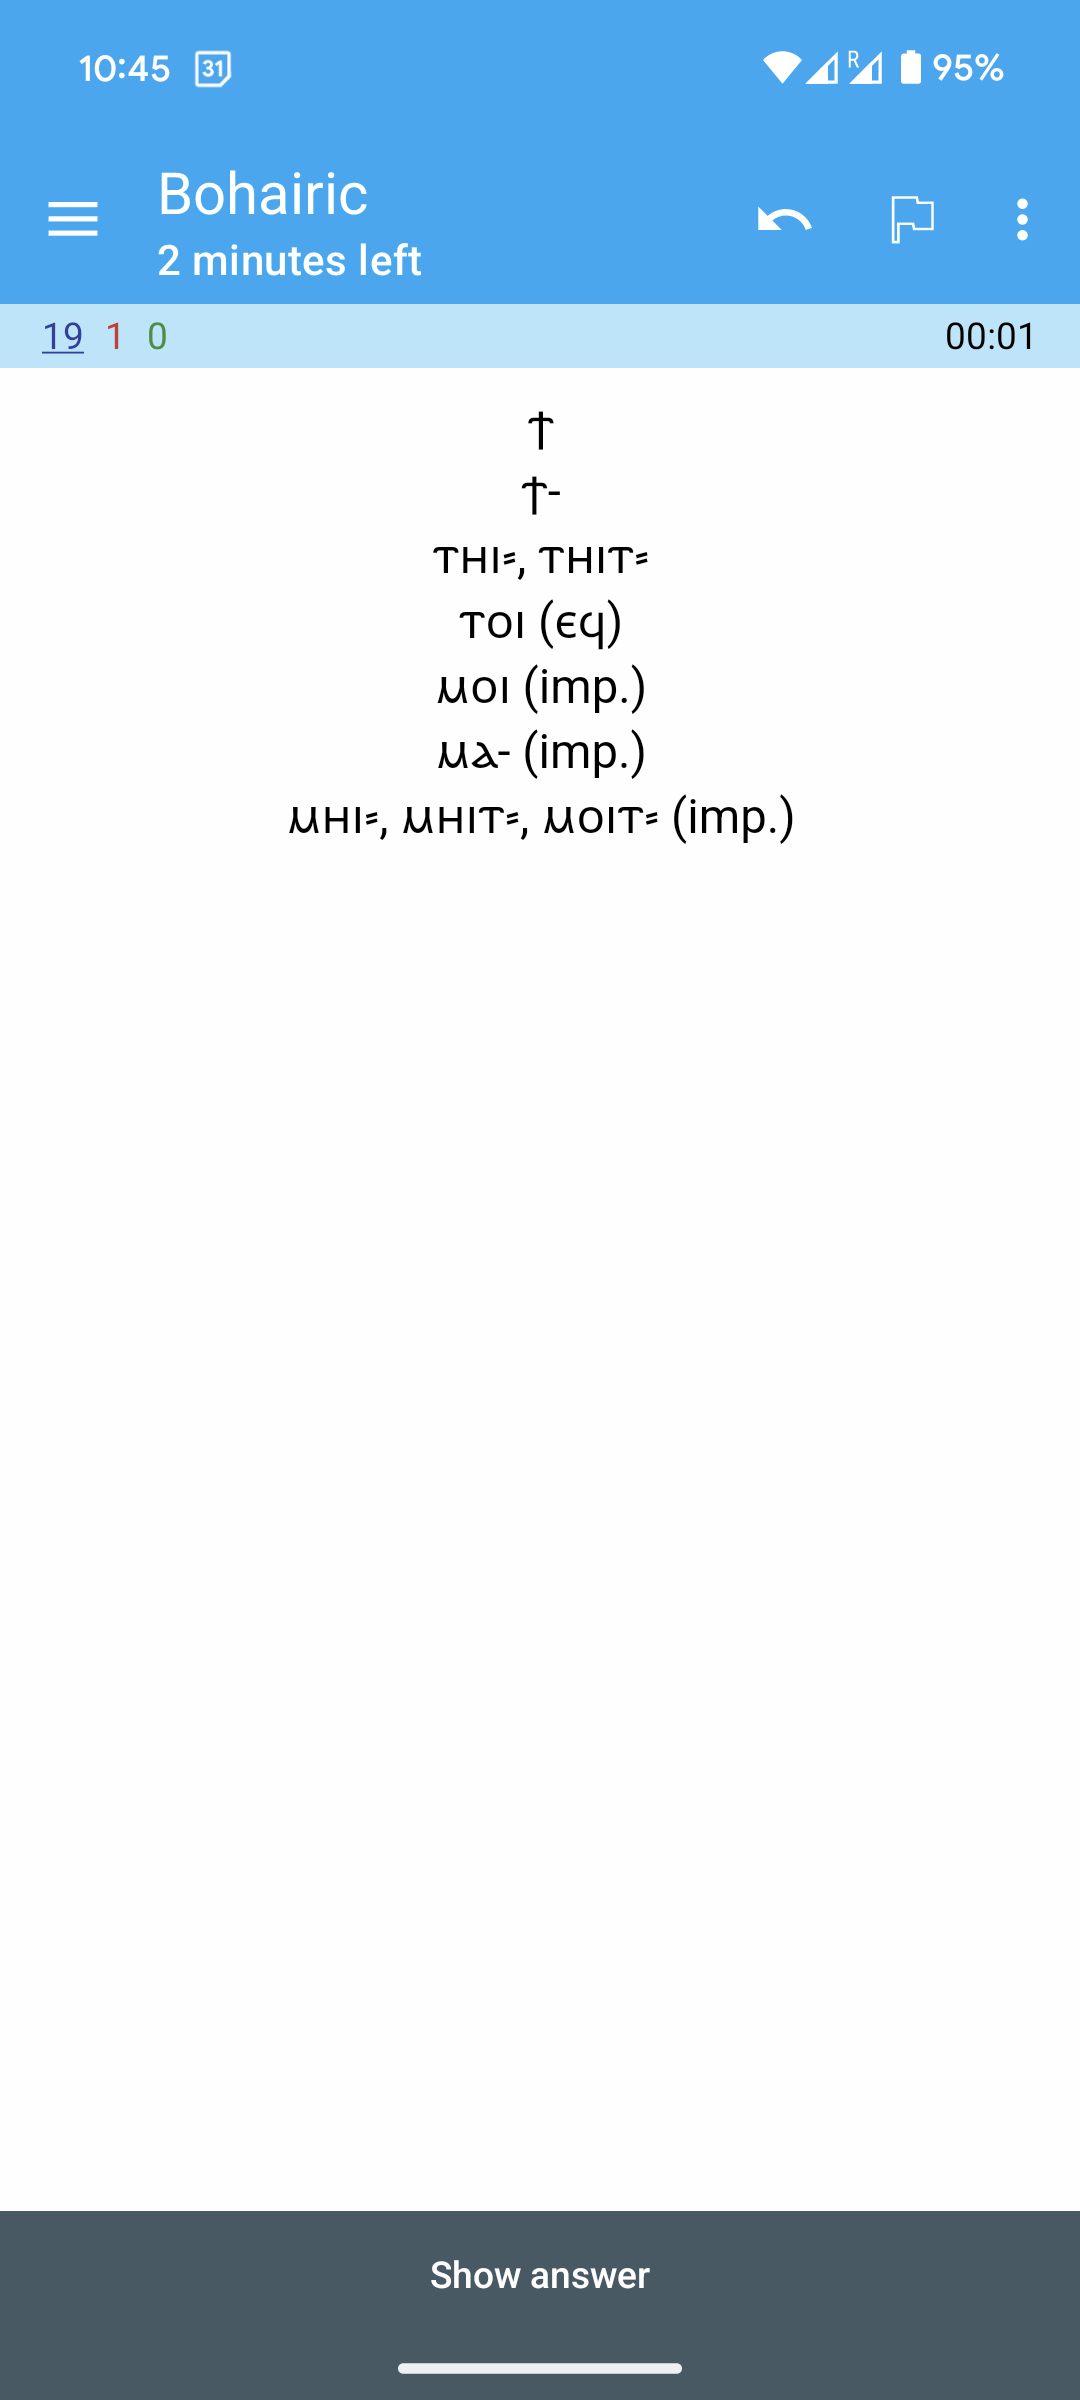 10:45 31 R 95%
Bohairic
2 minutes left
19 1 0 00:01
ϯ
ϯ-
ⲧⲏⲓ⸗, ⲧⲏⲓⲧ⸗
ⲧⲟⲓ (ⲉϥ)
ⲙⲟⲓ (imp.)
ⲙⲁ- (imp.)
ⲙⲏⲓ⸗, ⲙⲏⲓⲧ⸗, ⲙⲟⲓⲧ⸗ (imp.)
Show answer